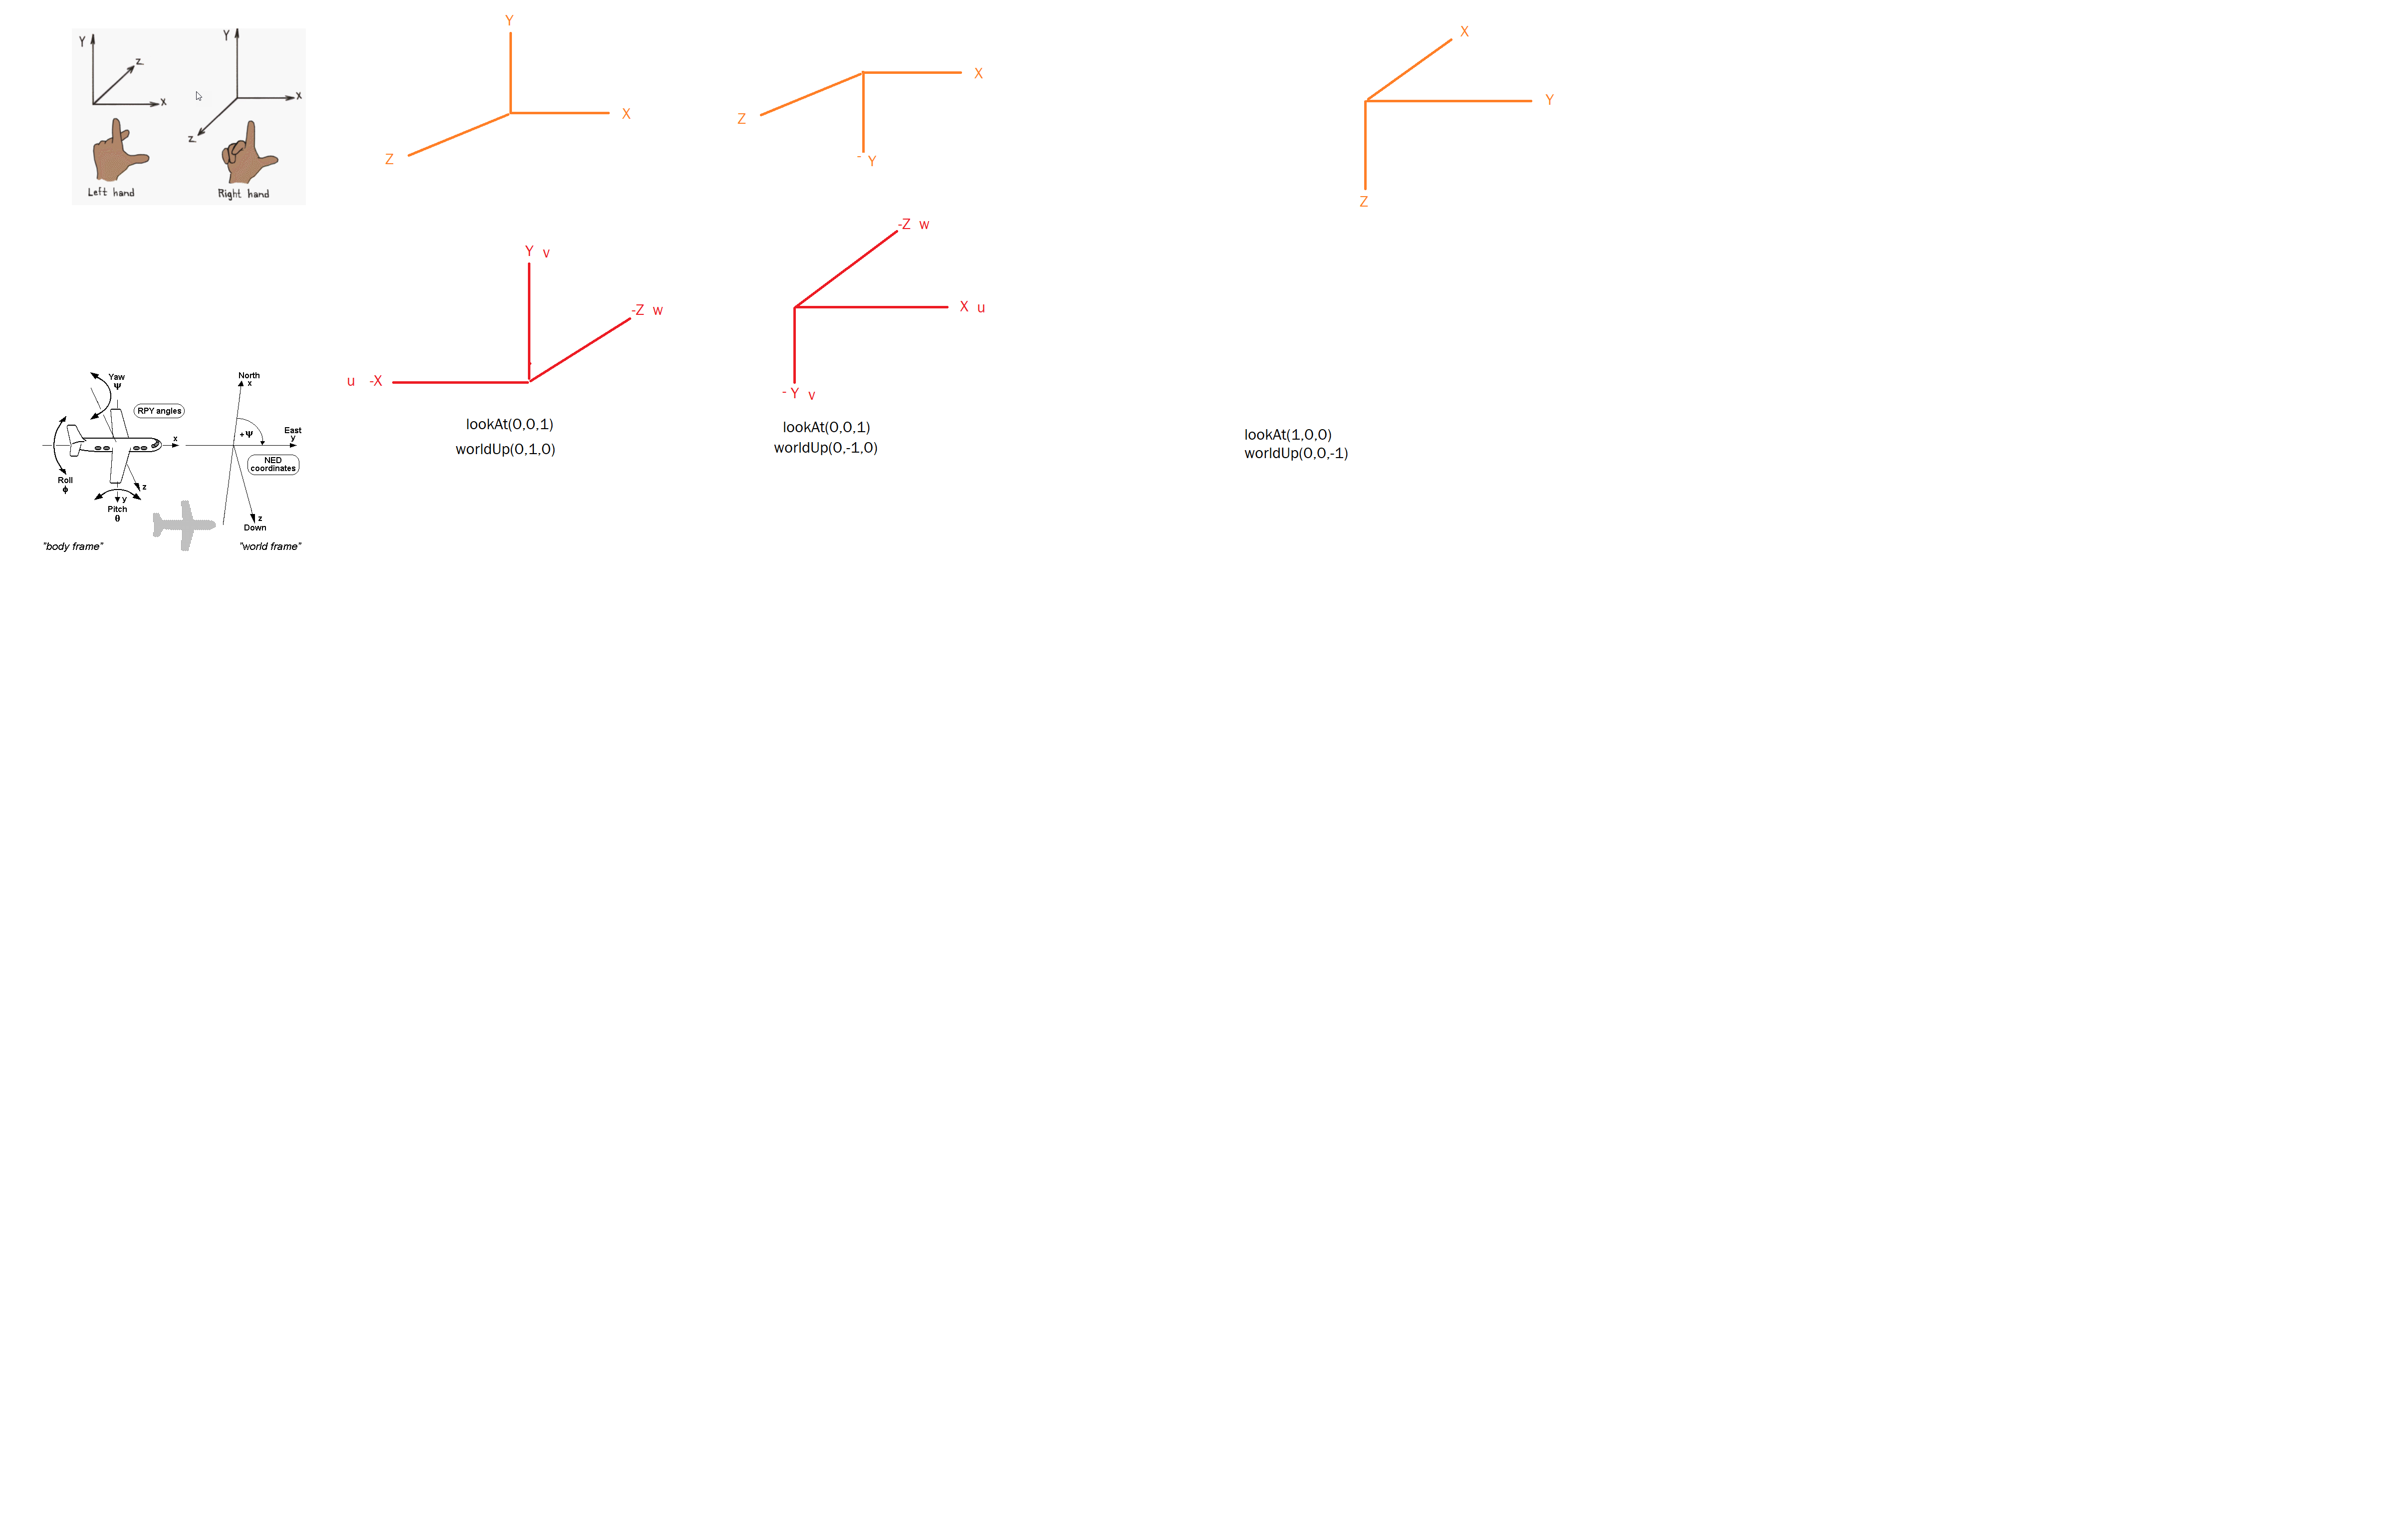 Y
Z
X
Left hand
Y
X
Z
Right hand
Y
X
Z
X
Z
- Y
X
Y
Z
Y v
-Z w
u -X
lookAt(0,0,1)
worldUp(0,1,0)
-Z w
X u
- Y v
lookAt(0,0,1)
worldUp(0,-1,0)
lookAt(1,0,0)
worldUp(0,0,-1)
Yaw
Ψ
RPY angles
x
Roll
ϕ
z
y
Pitch
θ
"body frame"
North
x
+Ψ
East
y
NED
coordinates
z
Down
"world frame"